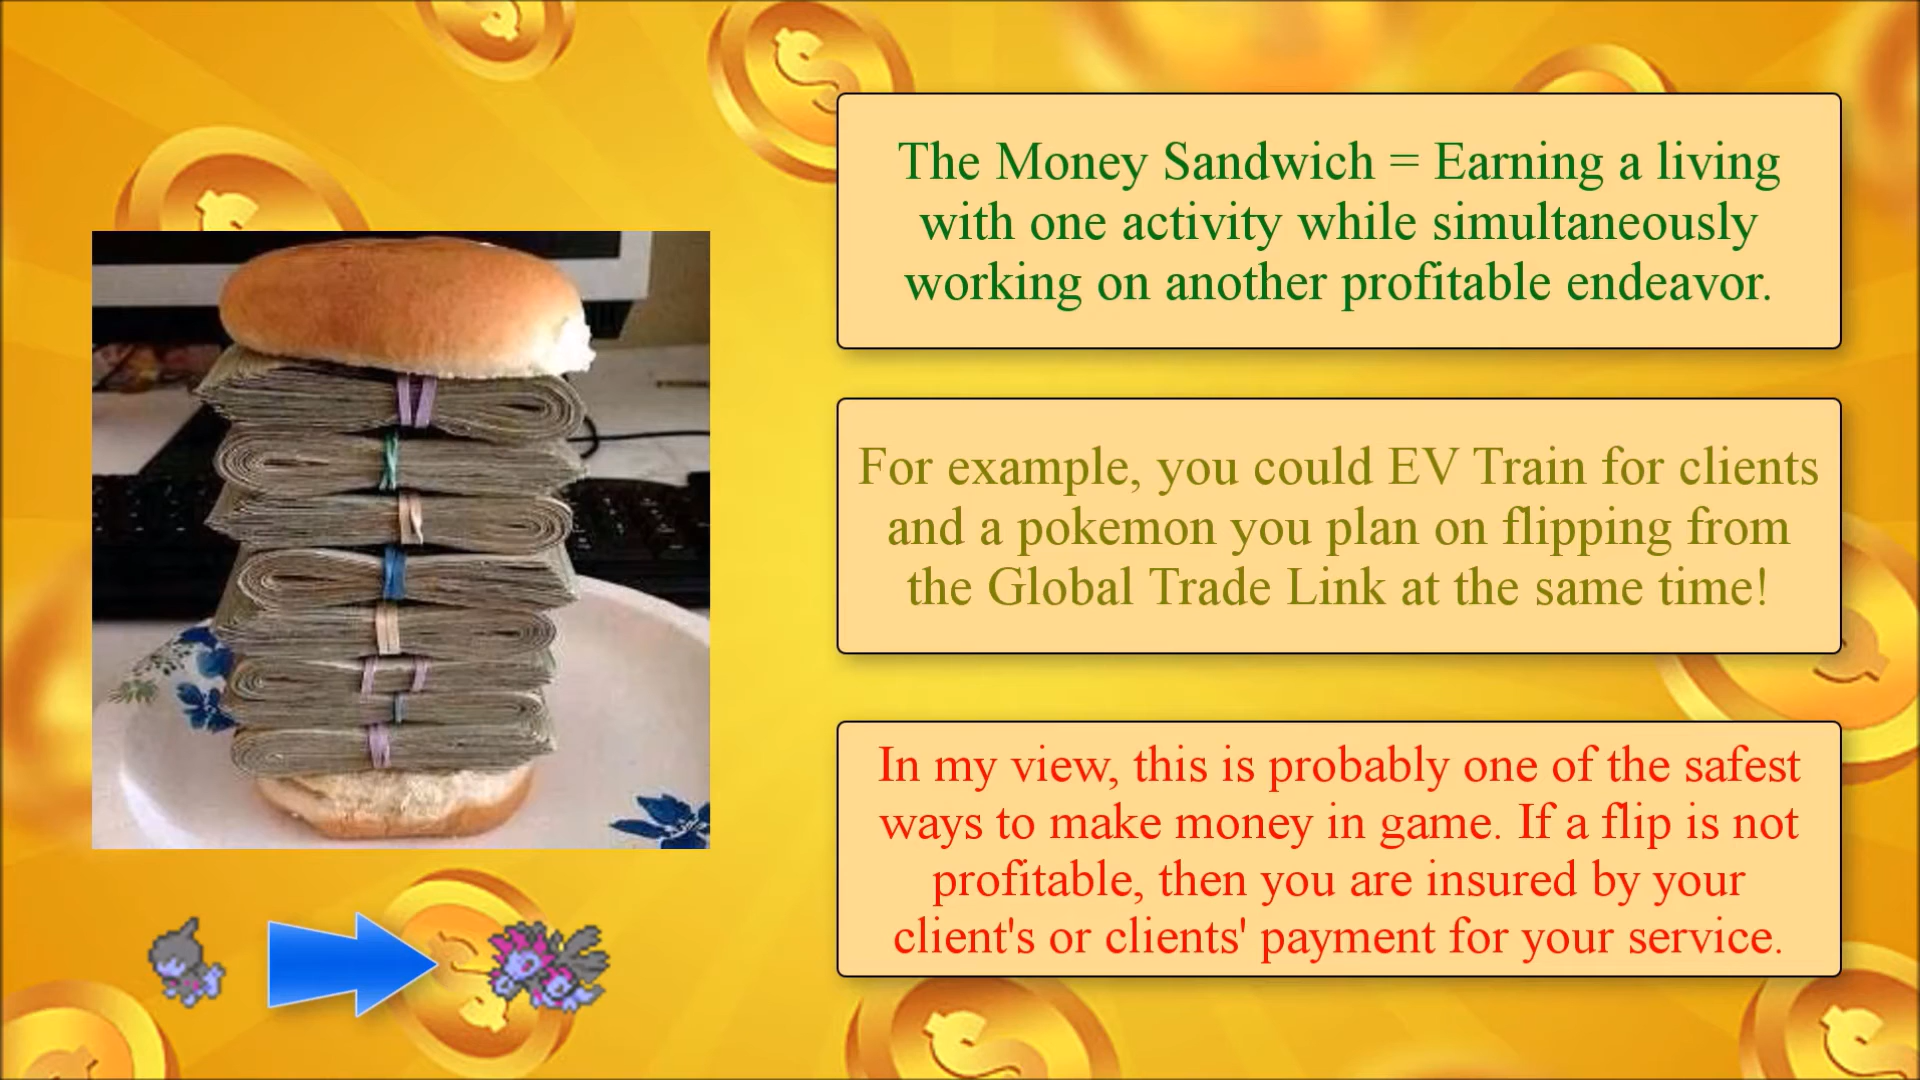 The Money Sandwich = Earning a living
with one activity while simultaneously
working on another profitable endeavor.
For example, you could EV Train for clients
and a pokemon you plan on flipping from
the Global Trade Link at the same time!
In my view, this is probably one of the safest
ways to make money in game. If a flip is not
profitable, then you are insured by your
client's or clients' payment for your service.